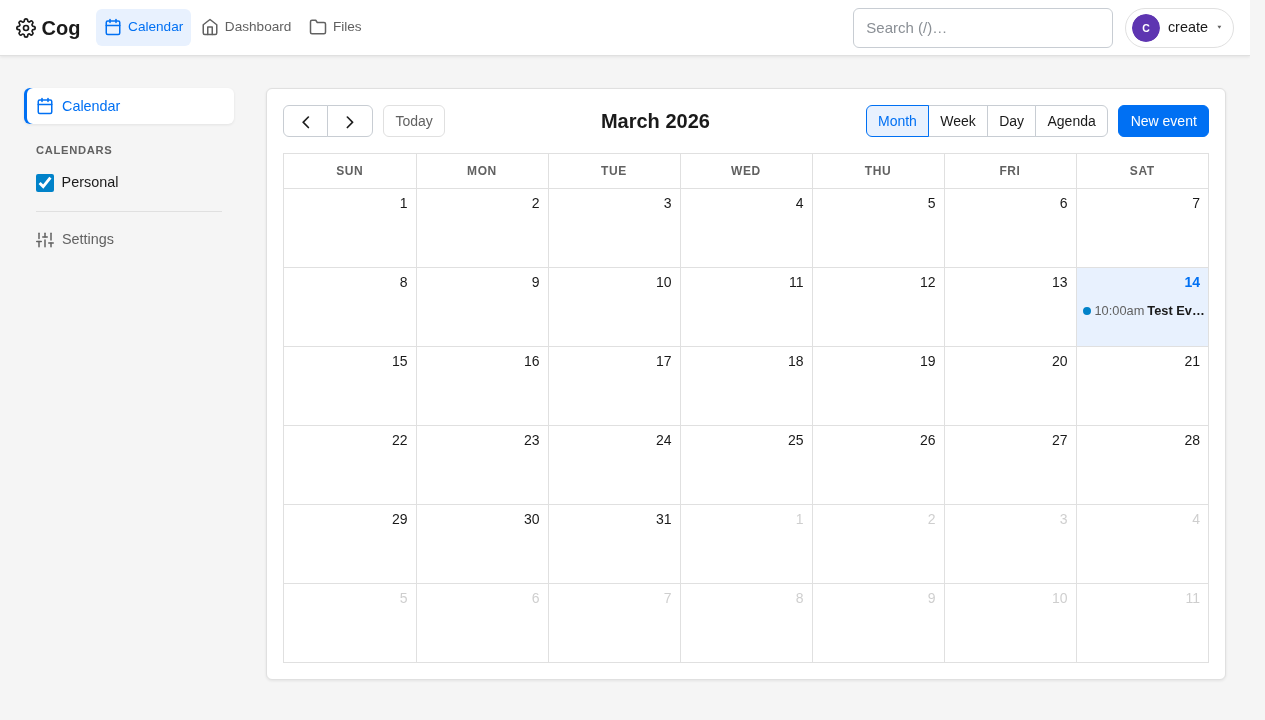 Cog
Calendar
Dashboard
Files
Search (/)…
C
create
Calendar
CALENDARS
Personal
Settings
Today
March 2026
Month
Week
Day
Agenda
New event
SUN MON TUE WED THU FRI SAT
1 2 3 4 5 6 7
8 9 10 11 12 13 14
10:00am Test Ev…
15 16 17 18 19 20 21
22 23 24 25 26 27 28
29 30 31 1 2 3 4
5 6 7 8 9 10 11